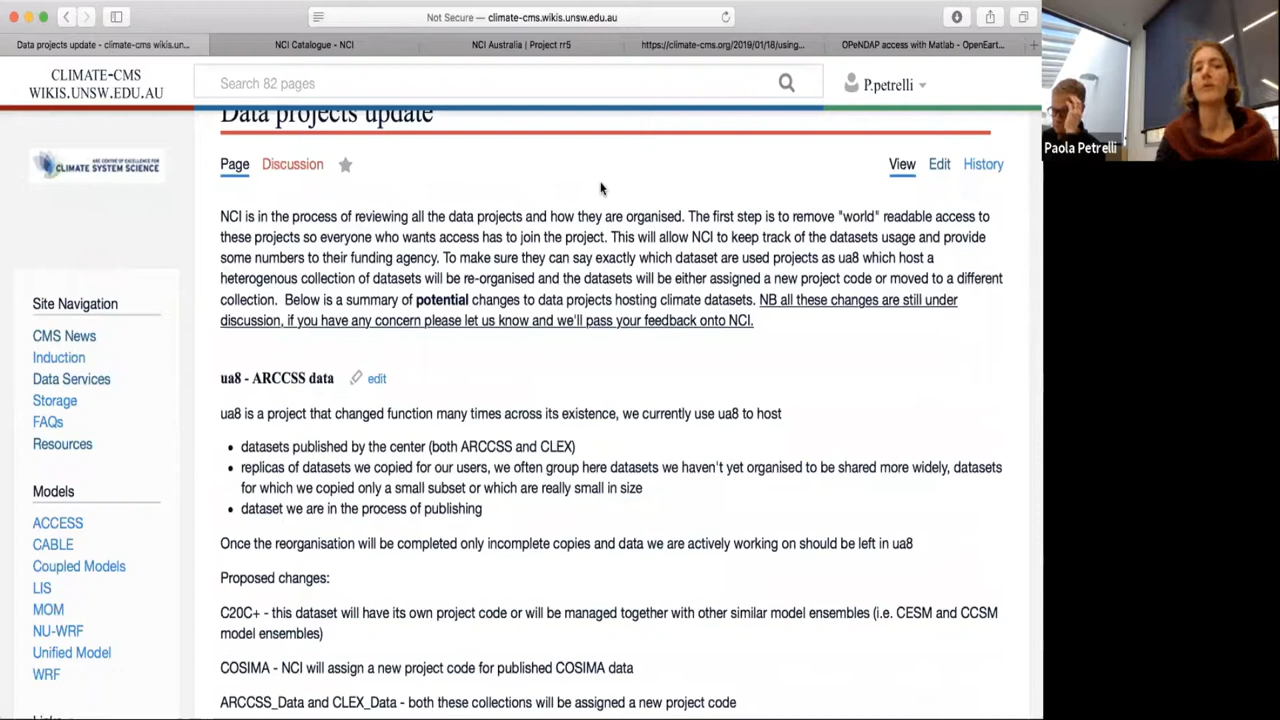 Not Secure — climate-cms.wikis.unsw.edu.au
Data projects update - climate-cms wikis.un...
NCI Catalogue - NCI
NCI Australia | Project rr5
https://climate-cms.org/2019/01/18/using...
OPeNDAP access with Matlab - OpenEart...
CLIMATE-CMS
WIKIS.UNSW.EDU.AU
Search 82 pages
P.petrelli
Paola Petrelli
ARC CENTRE OF EXCELLENCE FOR
CLIMATE SYSTEM SCIENCE
Data projects update
Page Discussion
View Edit History
NCI is in the process of reviewing all the data projects and how they are organised. The first step is to remove "world" readable access to
these projects so everyone who wants access has to join the project. This will allow NCI to keep track of the datasets usage and provide
some numbers to their funding agency. To make sure they can say exactly which dataset are used projects as ua8 which host a
heterogenous collection of datasets will be re-organised and the datasets will be either assigned a new project code or moved to a different
collection. Below is a summary of potential changes to data projects hosting climate datasets. NB all these changes are still under
discussion, if you have any concern please let us know and we'll pass your feedback onto NCI.
ua8 - ARCCSS data edit
ua8 is a project that changed function many times across its existence, we currently use ua8 to host
• datasets published by the center (both ARCCSS and CLEX)
• replicas of datasets we copied for our users, we often group here datasets we haven't yet organised to be shared more widely, datasets
for which we copied only a small subset or which are really small in size
• dataset we are in the process of publishing
Once the reorganisation will be completed only incomplete copies and data we are actively working on should be left in ua8
Proposed changes:
C20C+ - this dataset will have its own project code or will be managed together with other similar model ensembles (i.e. CESM and CCSM
model ensembles)
COSIMA - NCI will assign a new project code for published COSIMA data
ARCCSS_Data and CLEX_Data - both these collections will be assigned a new project code
Site Navigation
CMS News
Induction
Data Services
Storage
FAQs
Resources
Models
ACCESS
CABLE
Coupled Models
LIS
MOM
NU-WRF
Unified Model
WRF